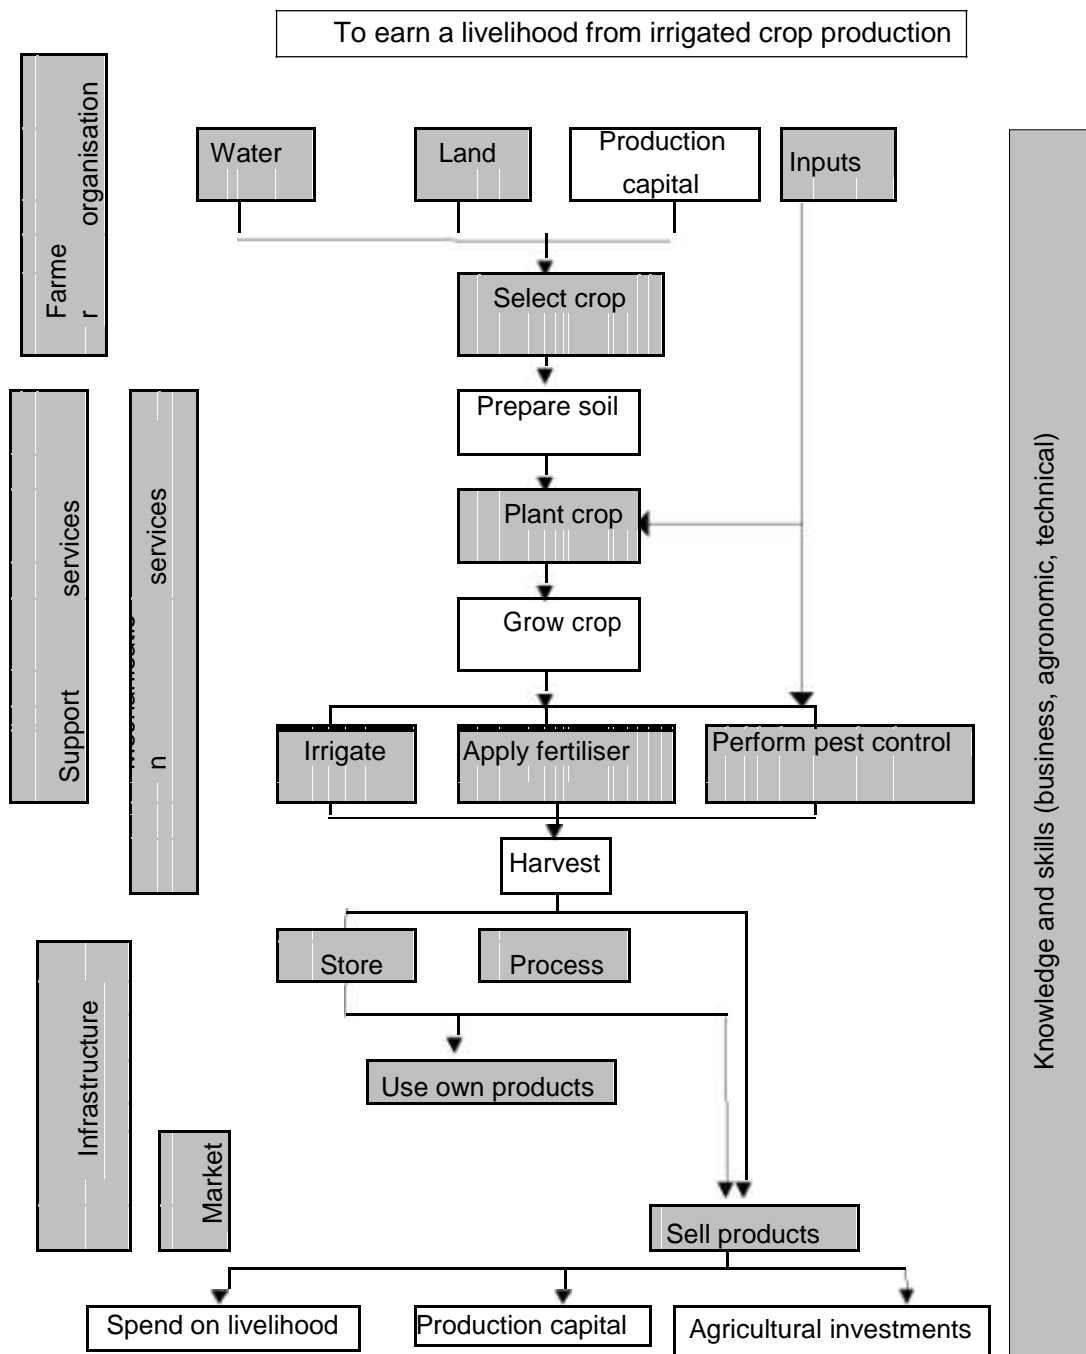 To earn a livelihood from irrigated crop production
Farme
r
organisation
Water
Land
Production
capital
Inputs
Select crop
Prepare soil
Plant crop
Grow crop
Support services
services
n
Irrigate
Apply fertiliser
Perform pest control
Harvest
Store
Process
Use own products
Infrastructure
Market
Sell products
Spend on livelihood
Production capital
Agricultural investments
Knowledge and skills (business, agronomic, technical)